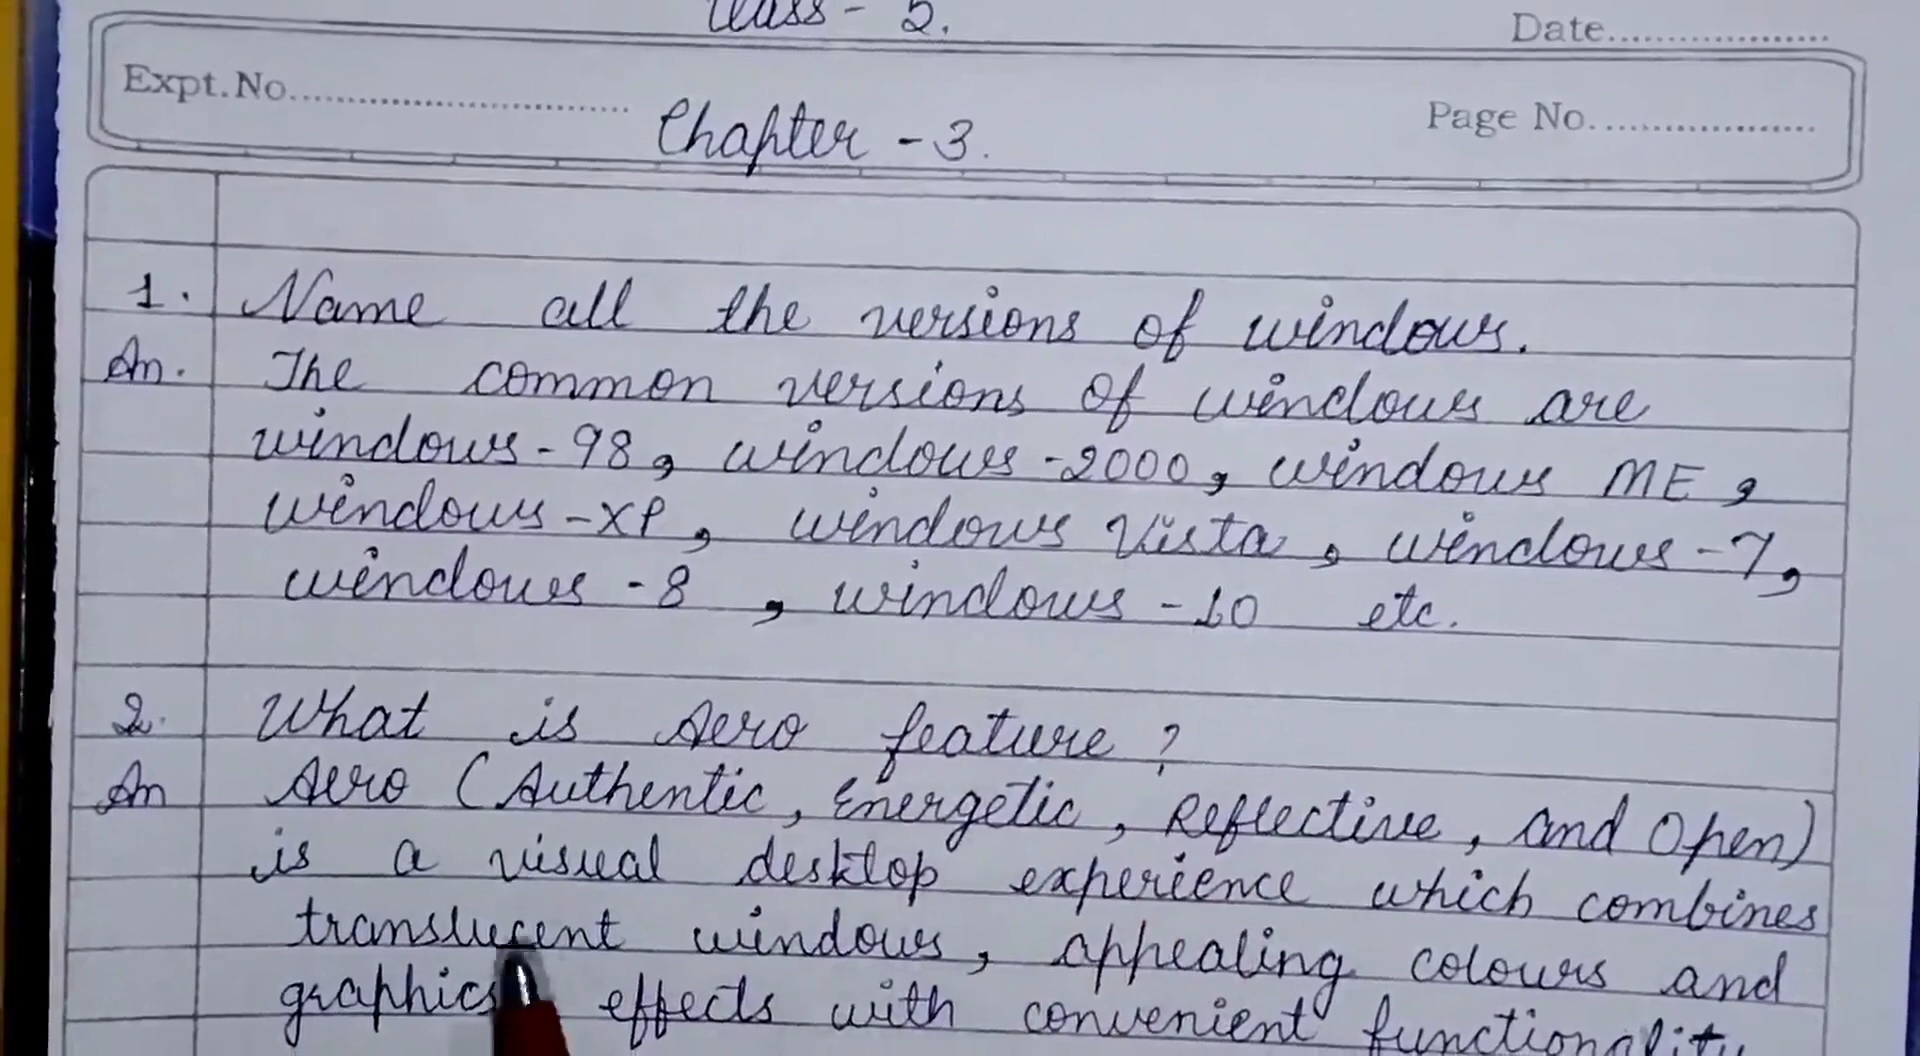 Class - 5.
Date
Expt.No.
Chapter - 3.
Page No.
1. Name all the versions of windows.
An. The common versions of windows are
windows - 98, windows - 2000, windows ME,
windows - XP, windows Vista, windows - 7,
windows - 8, windows - 10 etc.
2. What is Aero feature?
An Aero (Authentic, Energetic, Reflective, and Open)
is a visual desktop experience which combines
translucent windows, appealing colours and
graphics effects with convenient functionality